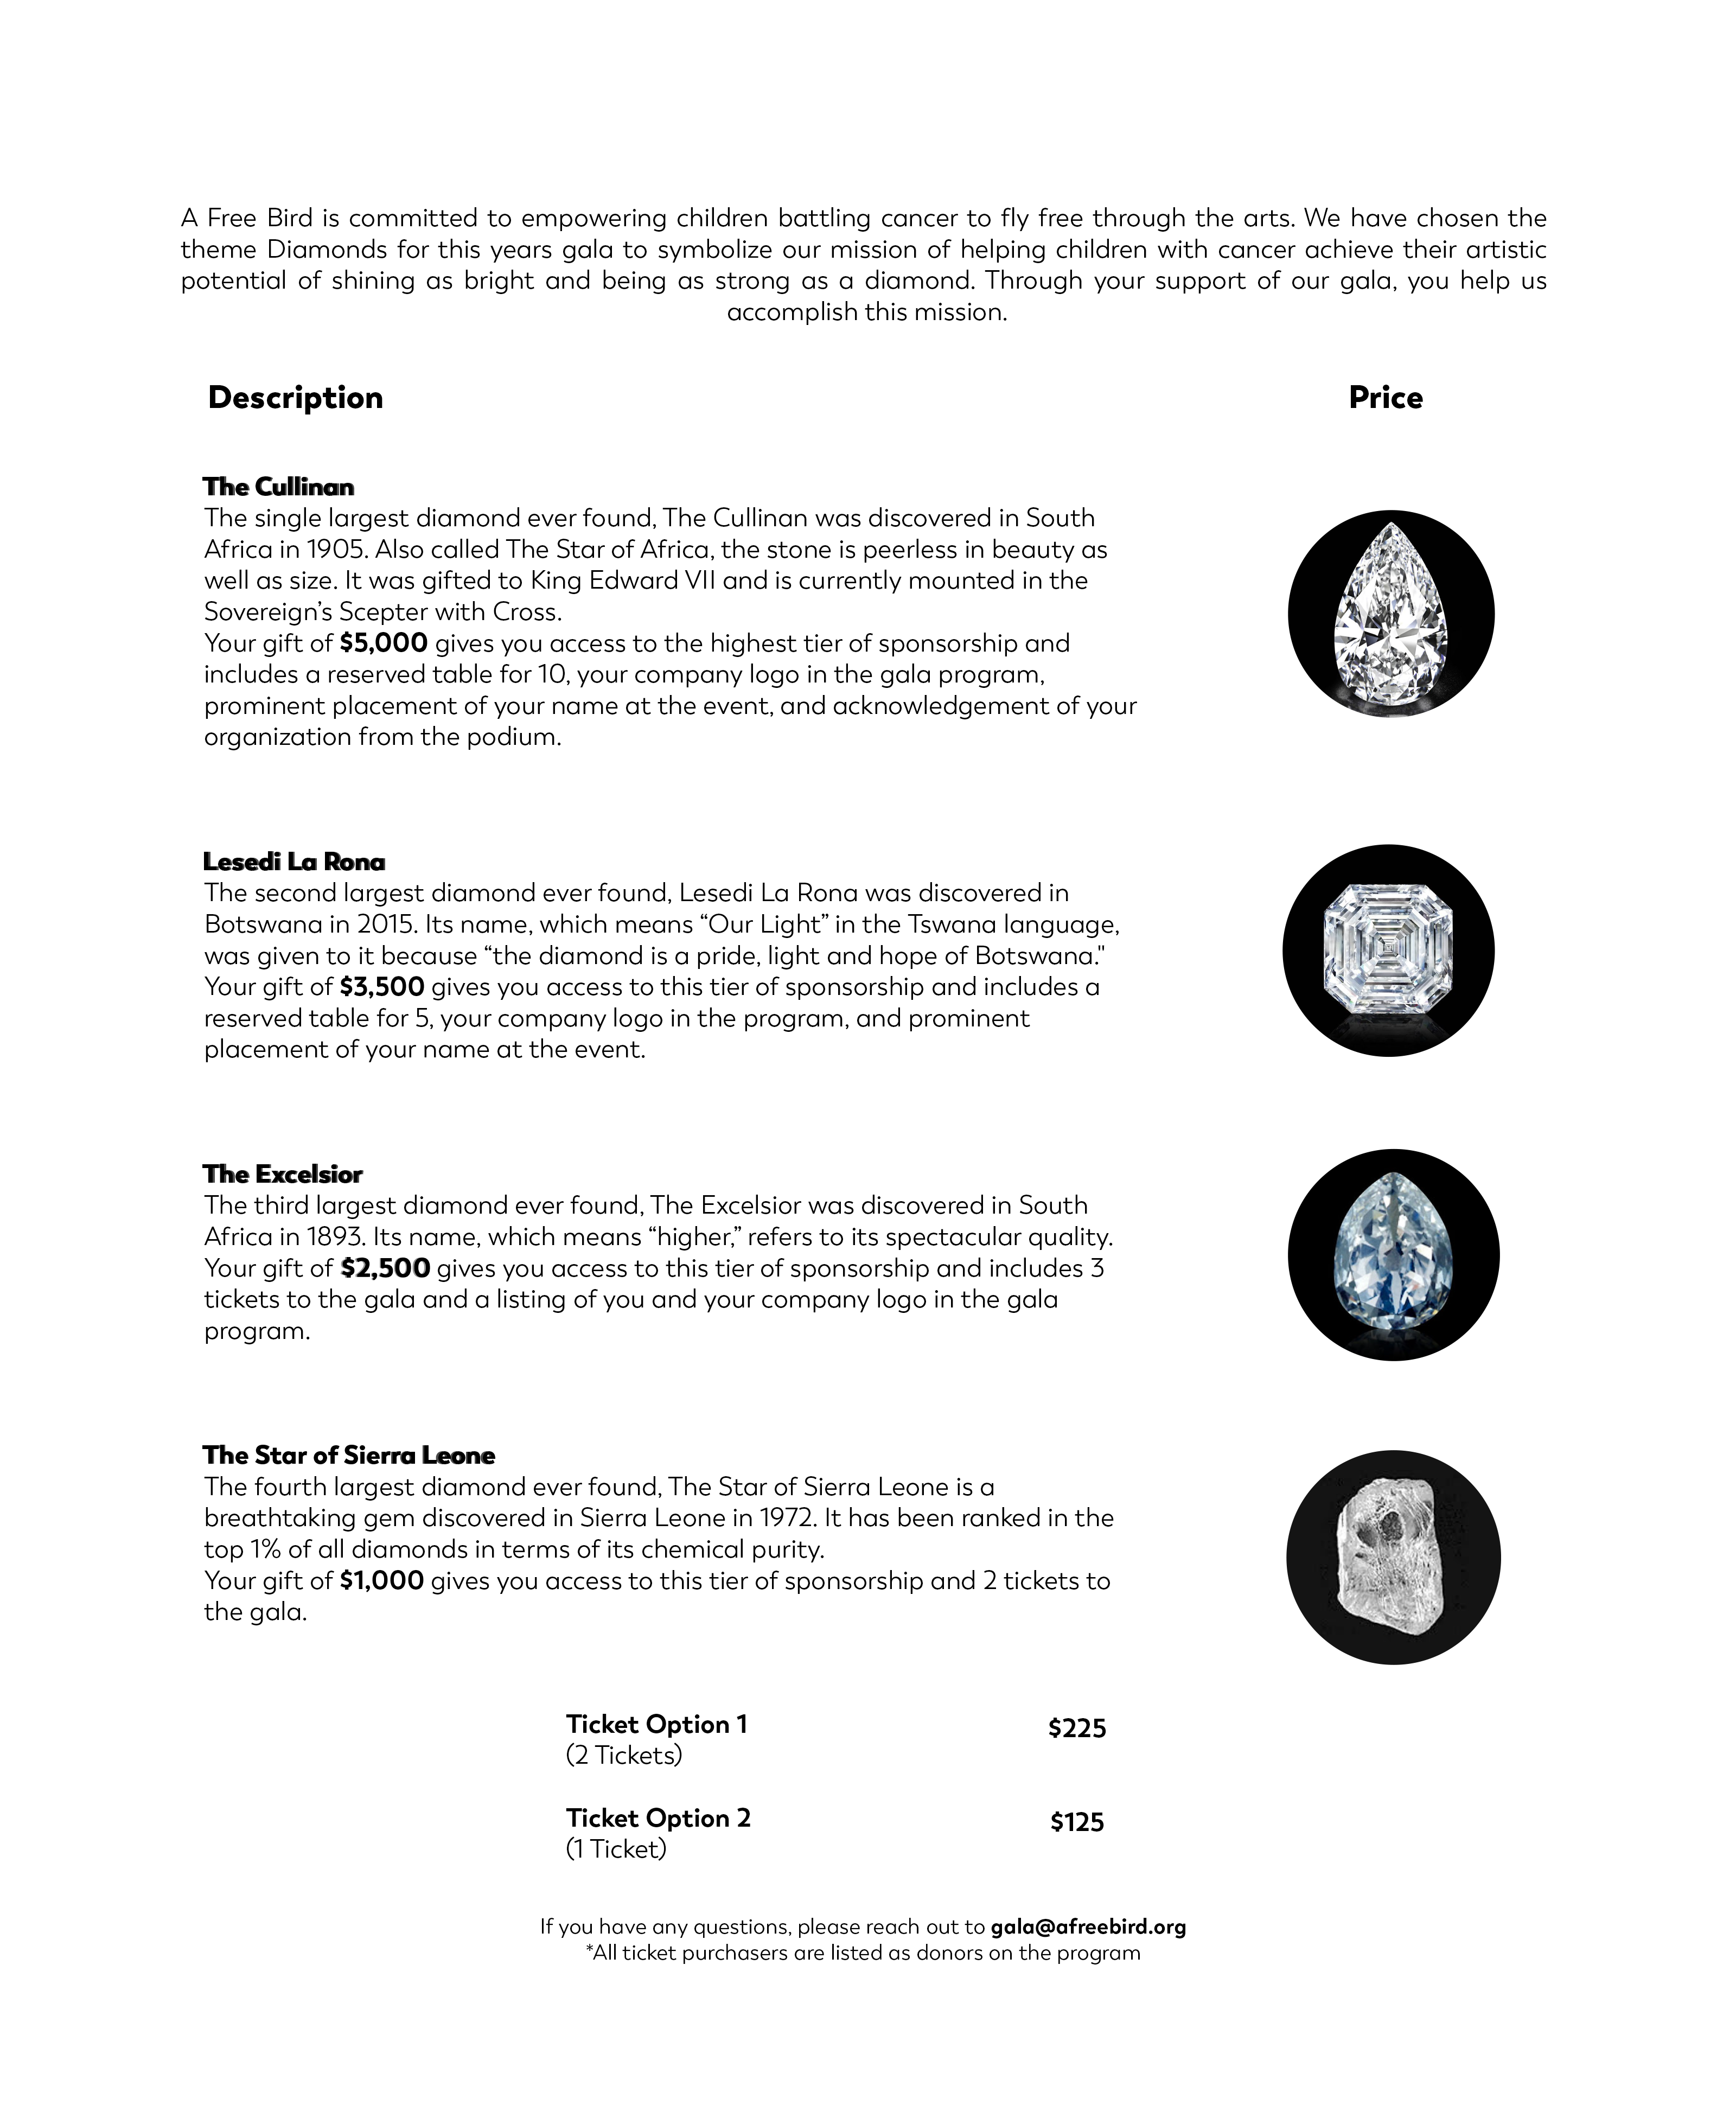 A Free Bird is committed to empowering children battling cancer to fly free through the arts. We have chosen the
theme Diamonds for this years gala to symbolize our mission of helping children with cancer achieve their artistic
potential of shining as bright and being as strong as a diamond. Through your support of our gala, you help us
accomplish this mission.
Description
Price
The Cullinan
The single largest diamond ever found, The Cullinan was discovered in South
Africa in 1905. Also called The Star of Africa, the stone is peerless in beauty as
well as size. It was gifted to King Edward VII and is currently mounted in the
Sovereign’s Scepter with Cross.
Your gift of $5,000 gives you access to the highest tier of sponsorship and
includes a reserved table for 10, your company logo in the gala program,
prominent placement of your name at the event, and acknowledgement of your
organization from the podium.
Lesedi La Rona
The second largest diamond ever found, Lesedi La Rona was discovered in
Botswana in 2015. Its name, which means “Our Light” in the Tswana language,
was given to it because “the diamond is a pride, light and hope of Botswana."
Your gift of $3,500 gives you access to this tier of sponsorship and includes a
reserved table for 5, your company logo in the program, and prominent
placement of your name at the event.
The Excelsior
The third largest diamond ever found, The Excelsior was discovered in South
Africa in 1893. Its name, which means “higher,” refers to its spectacular quality.
Your gift of $2,500 gives you access to this tier of sponsorship and includes 3
tickets to the gala and a listing of you and your company logo in the gala
program.
The Star of Sierra Leone
The fourth largest diamond ever found, The Star of Sierra Leone is a
breathtaking gem discovered in Sierra Leone in 1972. It has been ranked in the
top 1% of all diamonds in terms of its chemical purity.
Your gift of $1,000 gives you access to this tier of sponsorship and 2 tickets to
the gala.
Ticket Option 1 $225
(2 Tickets)
Ticket Option 2 $125
(1 Ticket)
If you have any questions, please reach out to gala@afreebird.org
*All ticket purchasers are listed as donors on the program